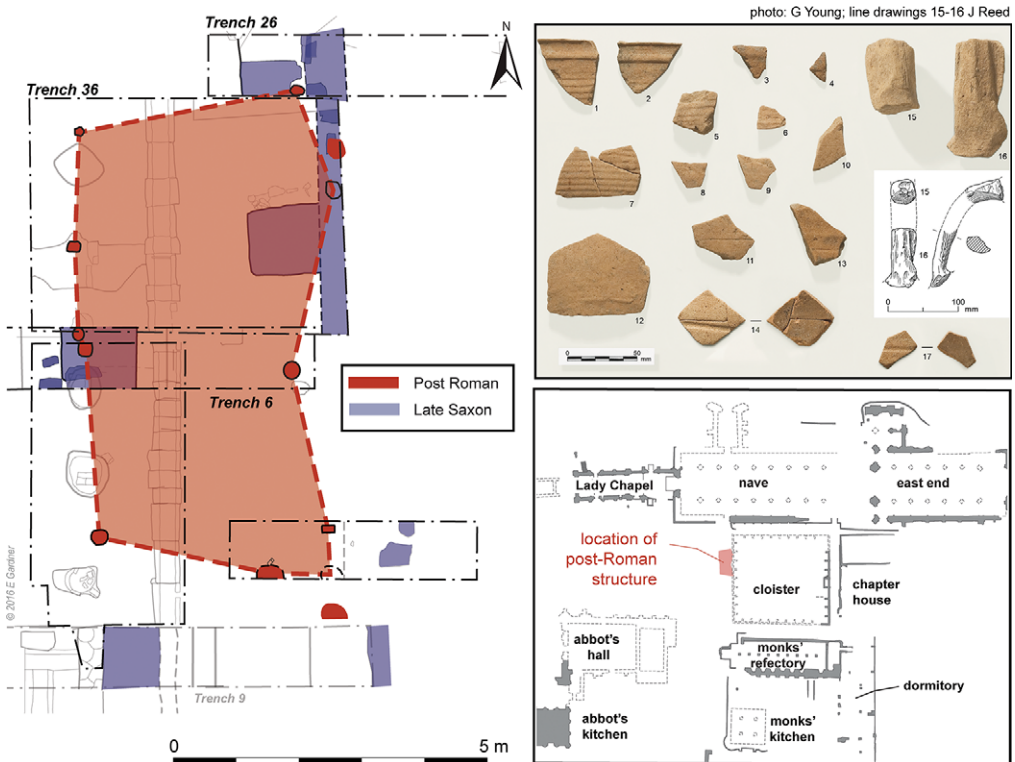 photo: G Young; line drawings 15-16 J Reed
Trench 26
N
Trench 36
Trench 6
Post Roman
Late Saxon
© 2016 E Gardner
Trench 9
0
5 m
1
2
3
4
5
6
7
8
9
10
11
12
13
14
15
16
17
15
16
0
100
mm
0
50
mm
Lady Chapel
nave
east end
location of
post-Roman
structure
cloister
chapter
house
abbot's
hall
monks'
refectory
dormitory
abbot's
kitchen
monks'
kitchen